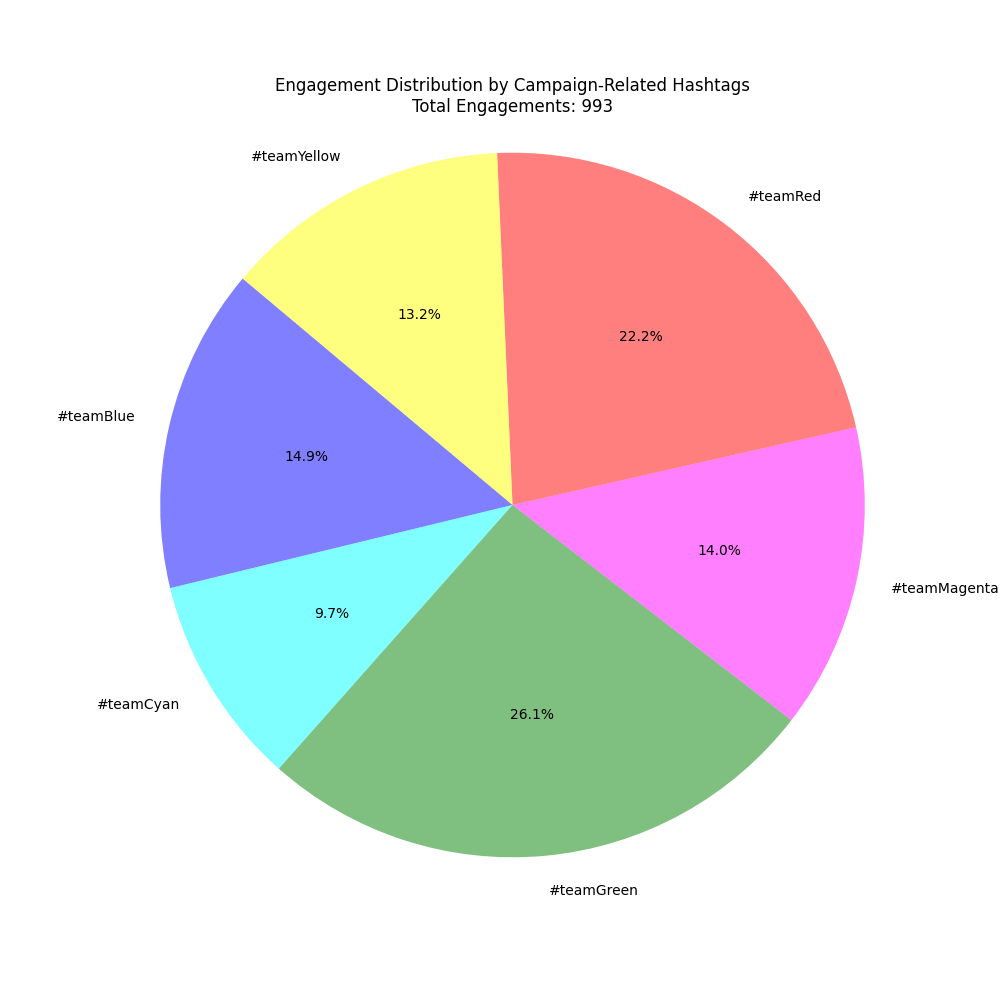 Engagement Distribution by Campaign-Related Hashtags
Total Engagements: 993
#teamYellow
#teamRed
13.2%
22.2%
#teamBlue
14.9%
14.0%
#teamMagenta
9.7%
#teamCyan
26.1%
#teamGreen